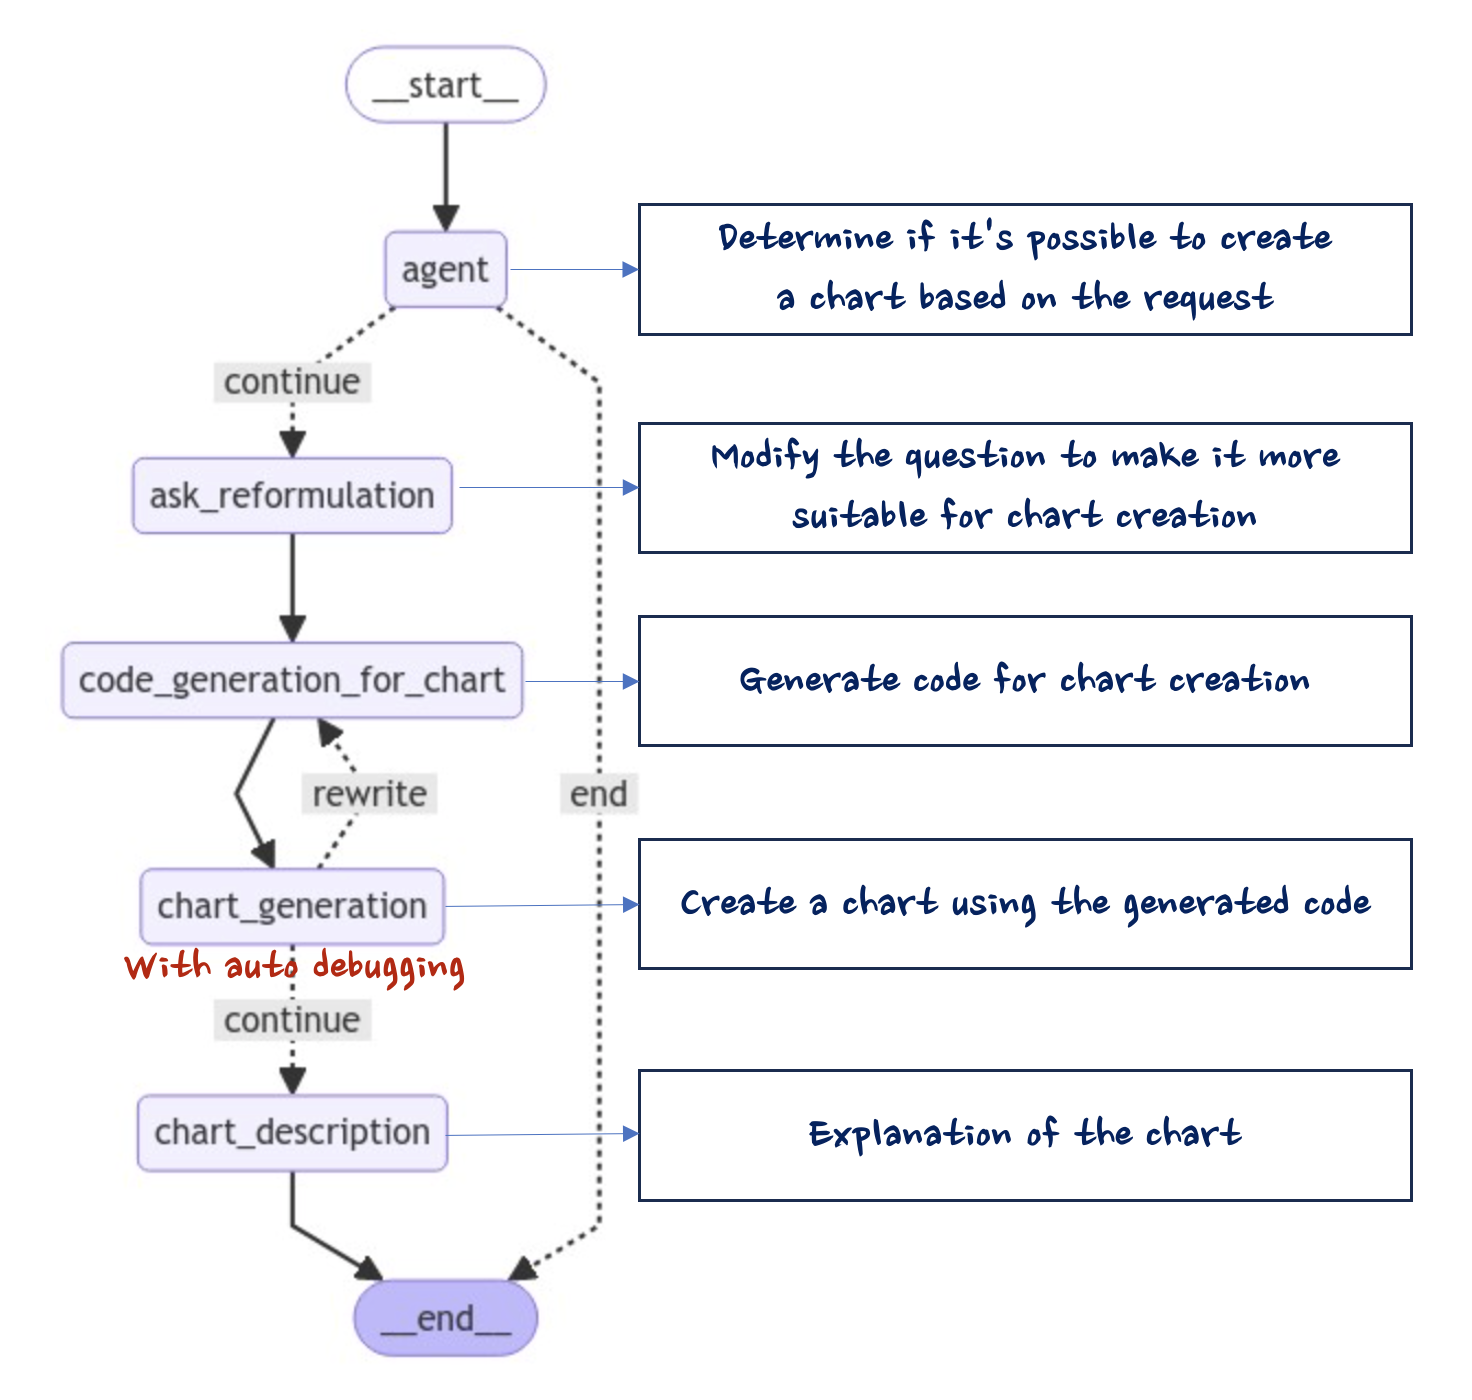 __start__
agent
Determine if it's possible to create
a chart based on the request
continue
ask_reformulation
Modify the question to make it more
suitable for chart creation
code_generation_for_chart
Generate code for chart creation
rewrite
end
chart_generation
Create a chart using the generated code
With auto debugging
continue
chart_description
Explanation of the chart
__end__